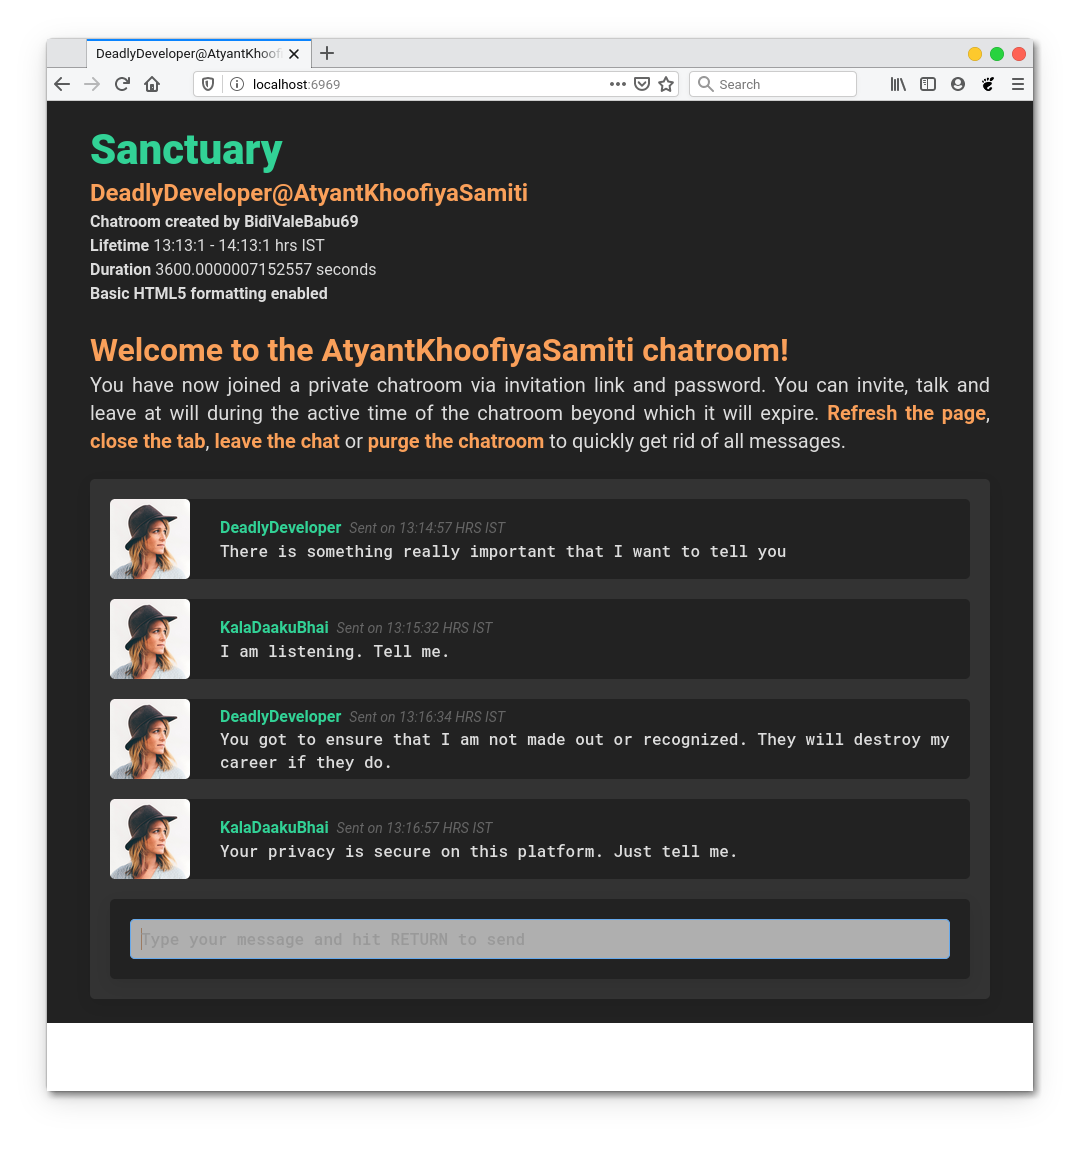 DeadlyDeveloper@AtyantKhoofi
localhost:6969
Search
Sanctuary
DeadlyDeveloper@AtyantKhoofiyaSamiti
Chatroom created by BidiValeBabu69
Lifetime 13:13:1 - 14:13:1 hrs IST
Duration 3600.0000007152557 seconds
Basic HTML5 formatting enabled
Welcome to the AtyantKhoofiyaSamiti chatroom!
You have now joined a private chatroom via invitation link and password. You can invite, talk and
leave at will during the active time of the chatroom beyond which it will expire. Refresh the page,
close the tab, leave the chat or purge the chatroom to quickly get rid of all messages.
DeadlyDeveloper Sent on 13:14:57 HRS IST
There is something really important that I want to tell you
KalaDaakuBhai Sent on 13:15:32 HRS IST
I am listening. Tell me.
DeadlyDeveloper Sent on 13:16:34 HRS IST
You got to ensure that I am not made out or recognized. They will destroy my
career if they do.
KalaDaakuBhai Sent on 13:16:57 HRS IST
Your privacy is secure on this platform. Just tell me.
Type your message and hit RETURN to send